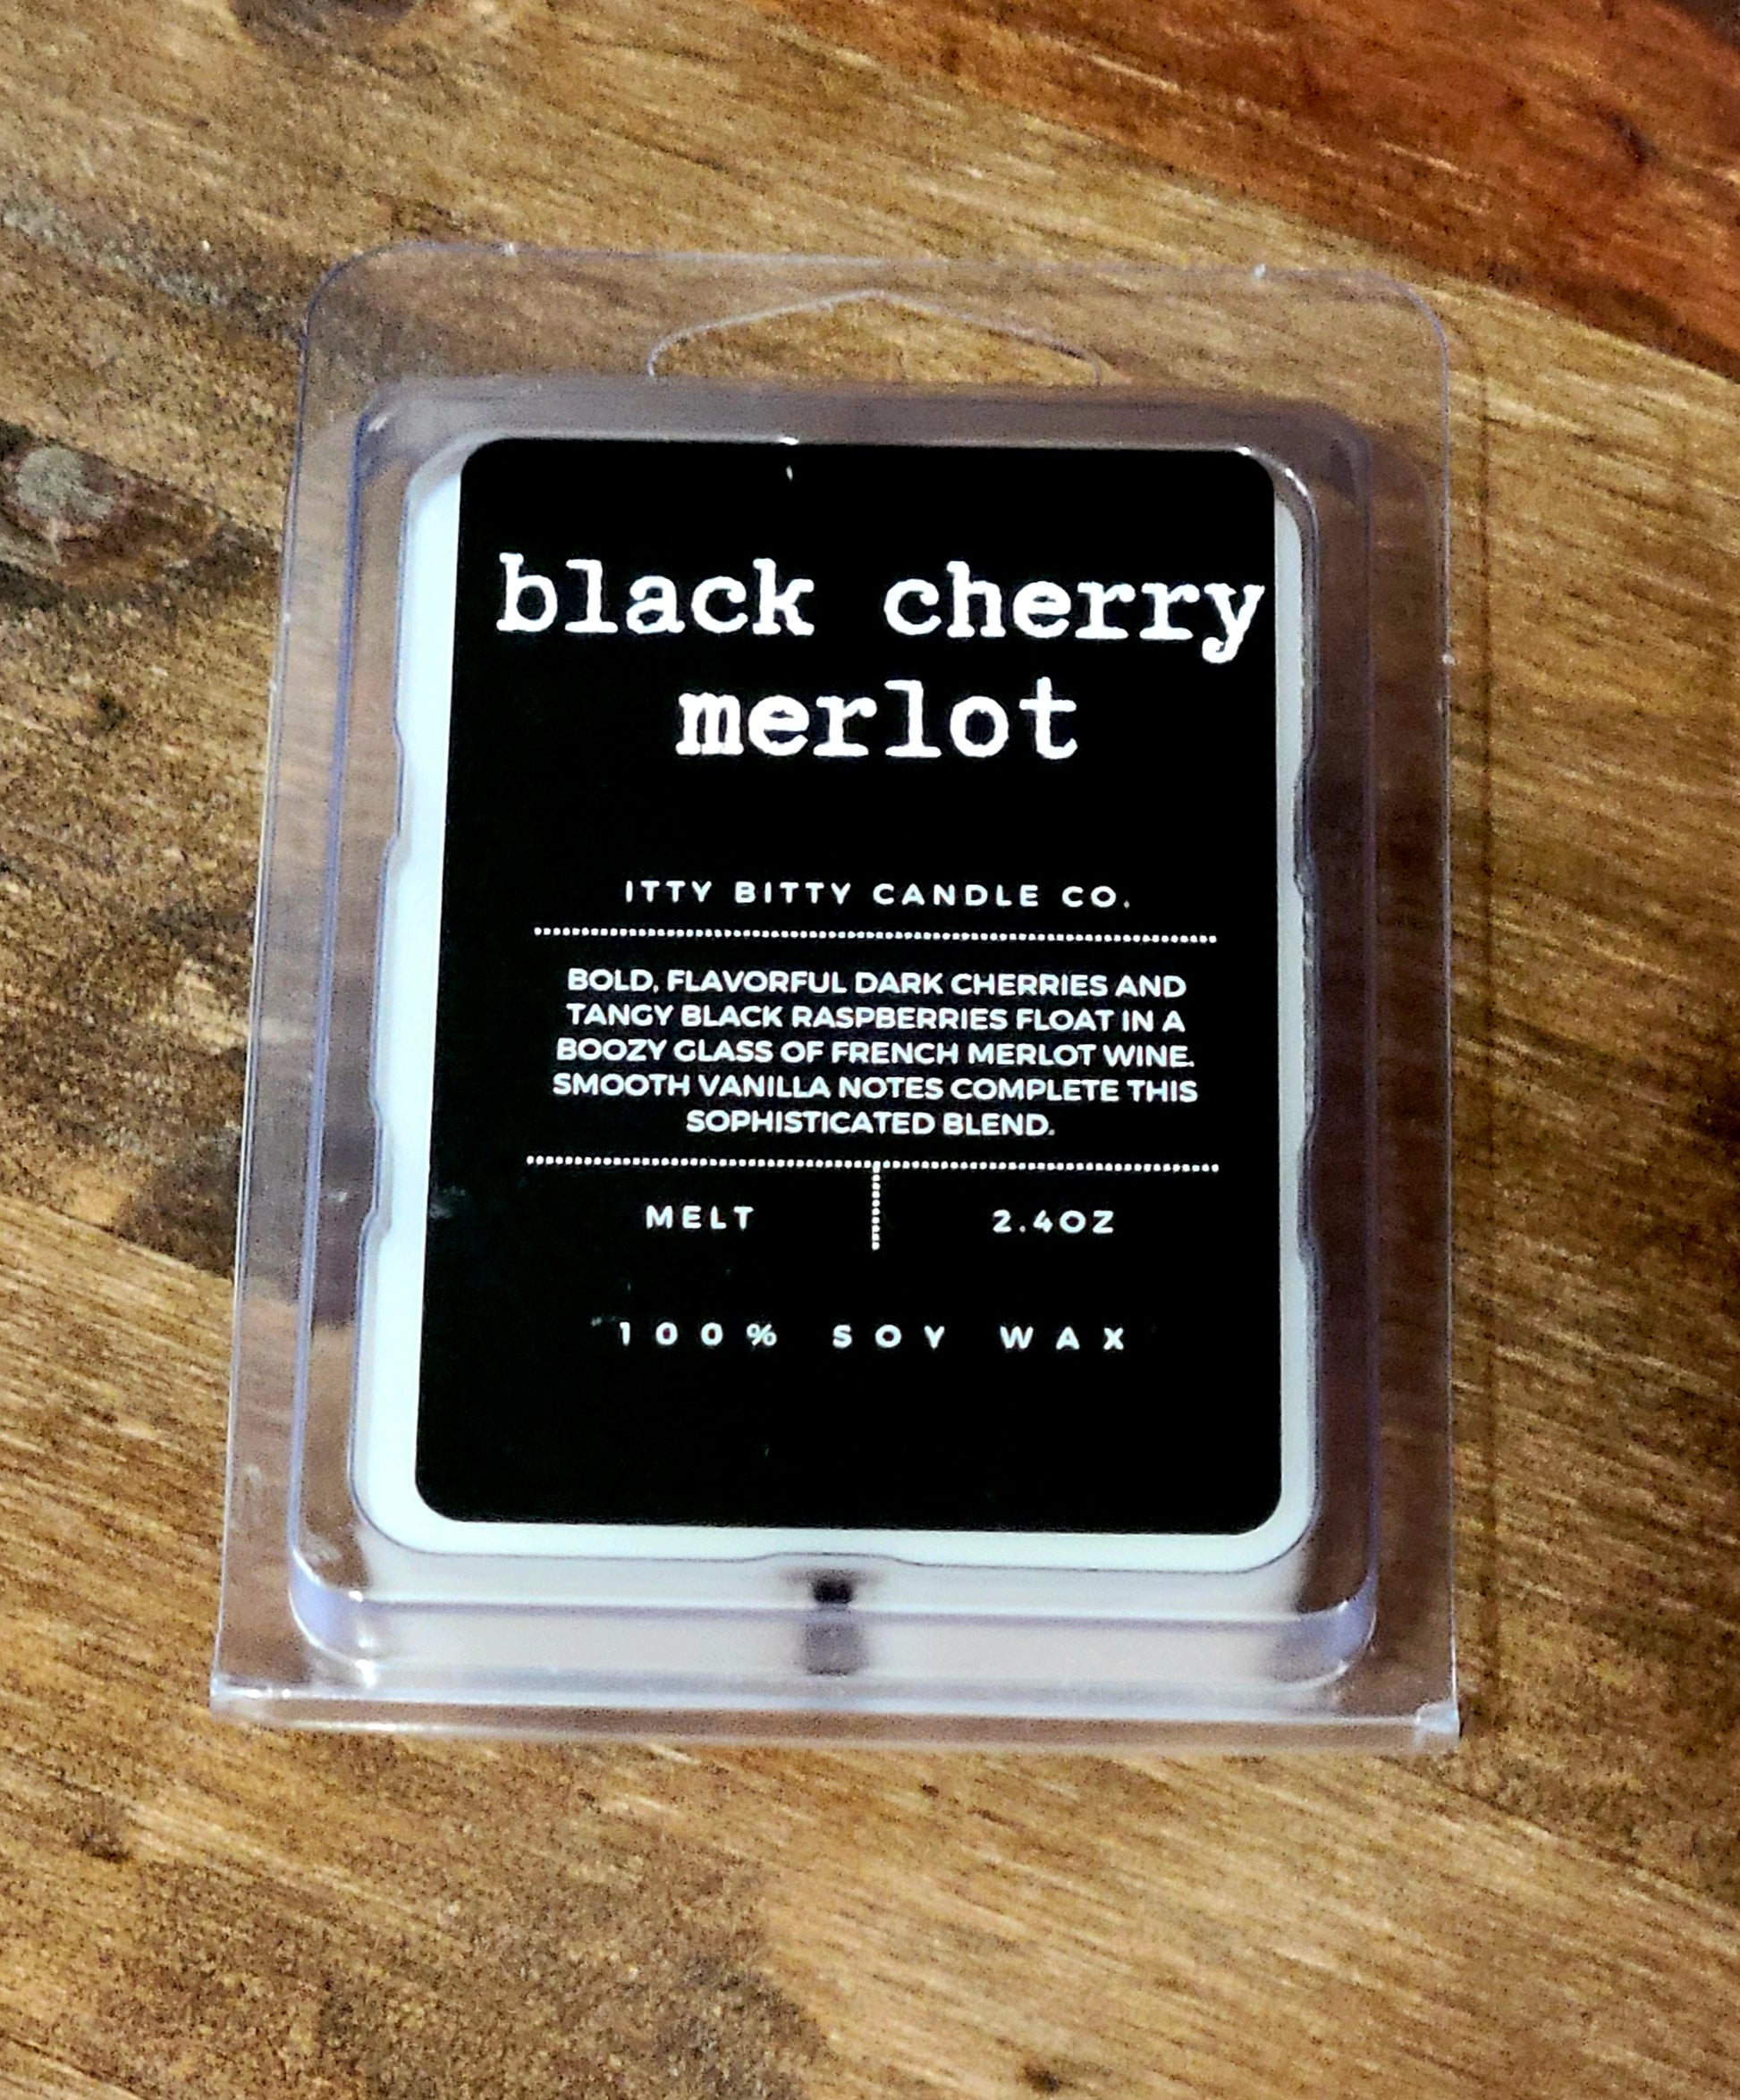 black cherry
merlot
ITTY BITTY CANDLE CO.
BOLD, FLAVORFUL DARK CHERRIES AND
TANGY BLACK RASPBERRIES FLOAT IN A
BOOZY GLASS OF FRENCH MERLOT WINE.
SMOOTH VANILLA NOTES COMPLETE THIS
SOPHISTICATED BLEND.
MELT 2.4OZ
100% SOY WAX